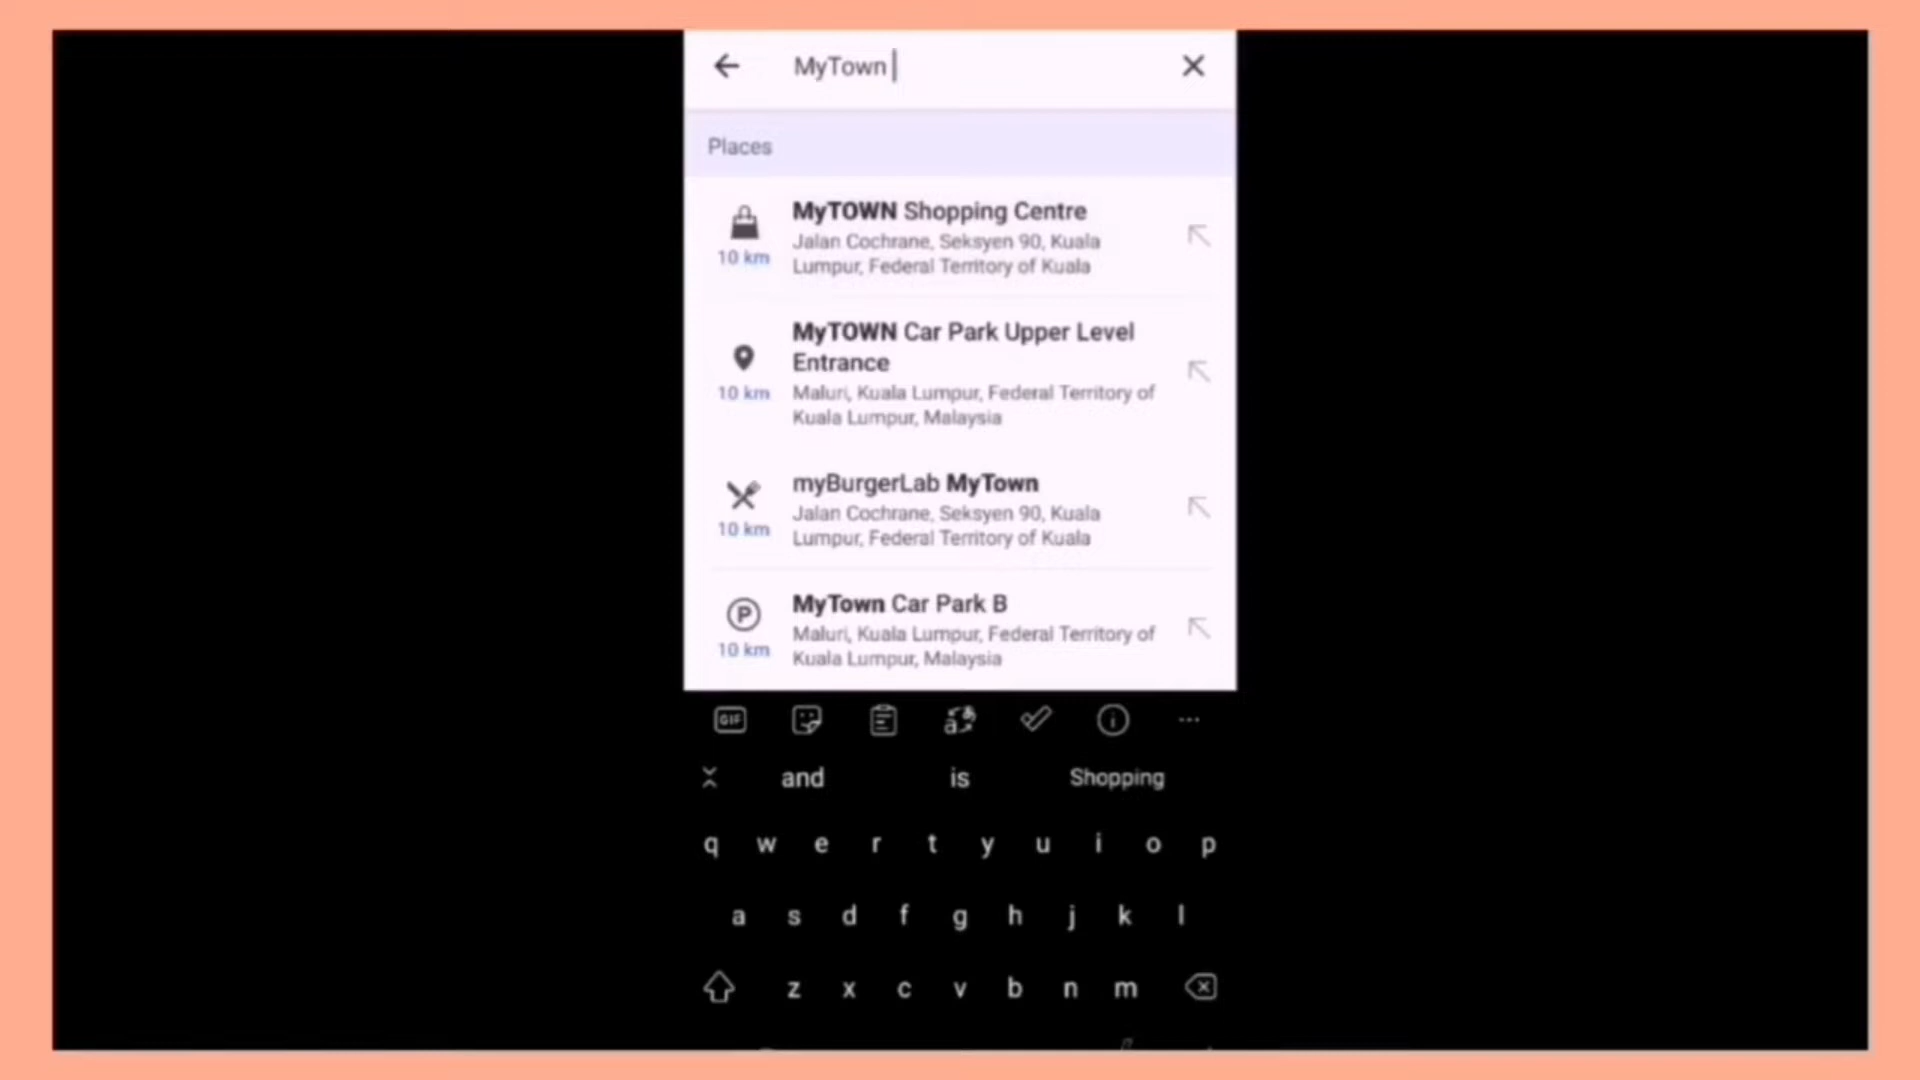 MyTown
Places
MyTOWN Shopping Centre
Jalan Cochrane, Seksyen 90, Kuala
Lumpur, Federal Territory of Kuala
10 km
MyTOWN Car Park Upper Level
Entrance
Maluri, Kuala Lumpur, Federal Territory of
Kuala Lumpur, Malaysia
10 km
myBurgerLab MyTown
Jalan Cochrane, Seksyen 90, Kuala
Lumpur, Federal Territory of Kuala
10 km
P
MyTown Car Park B
Maluri, Kuala Lumpur, Federal Territory of
Kuala Lumpur, Malaysia
10 km
GIF
and is Shopping
q w e r t y u i o p
a s d f g h j k l
z x c v b n m